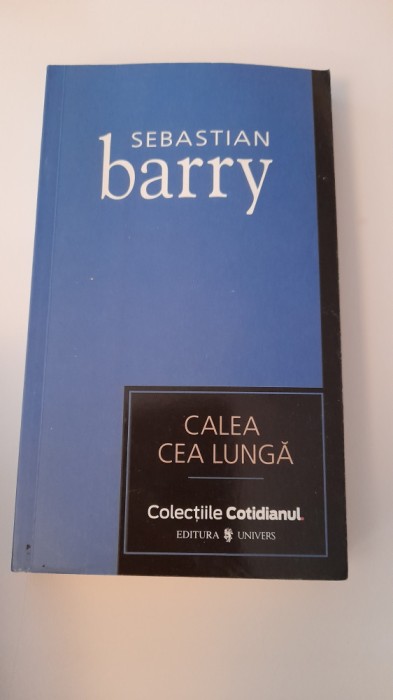 SEBASTIAN
barry
CALEA
CEA LUNGĂ
Colecțiile Cotidianul.
EDITURA UNIVERS